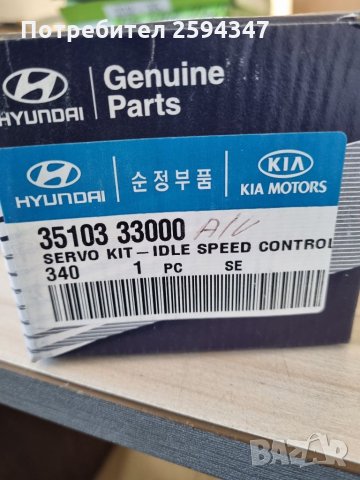 Потребител 2594347
Genuine
Parts
HYUNDAI
HYUNDAI
순정부품
KIA
KIA MOTORS
35103 33000
SERVO KIT-IDLE SPEED CONTROL
340 1 PC SE
BAZAR